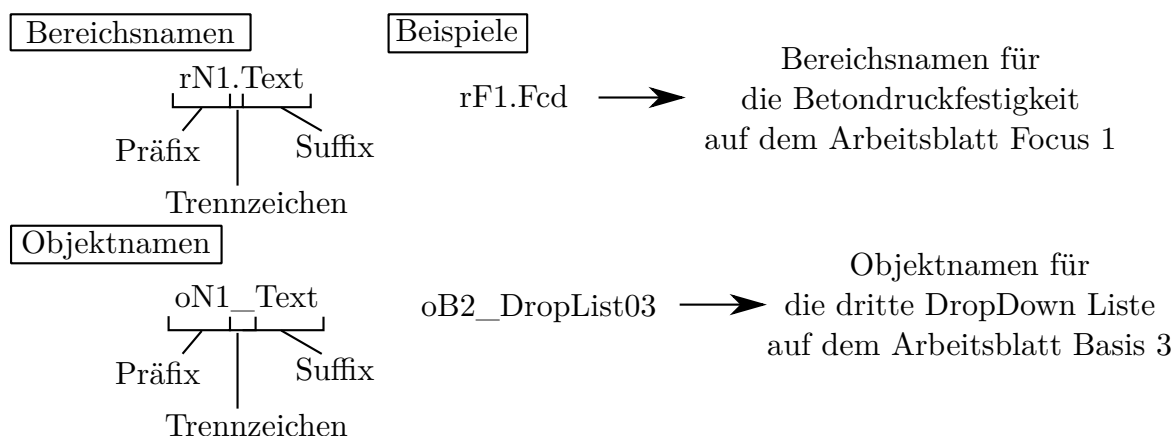 Bereichsnamen
Beispiele
rN1.Text
Präfix
Suffix
Trennzeichen
rF1.Fcd
Bereichsnamen für
die Betondruckfestigkeit
auf dem Arbeitsblatt Focus 1
Objektnamen
oN1_Text
Präfix
Suffix
Trennzeichen
oB2_DropList03
Objektnamen für
die dritte DropDown Liste
auf dem Arbeitsblatt Basis 3